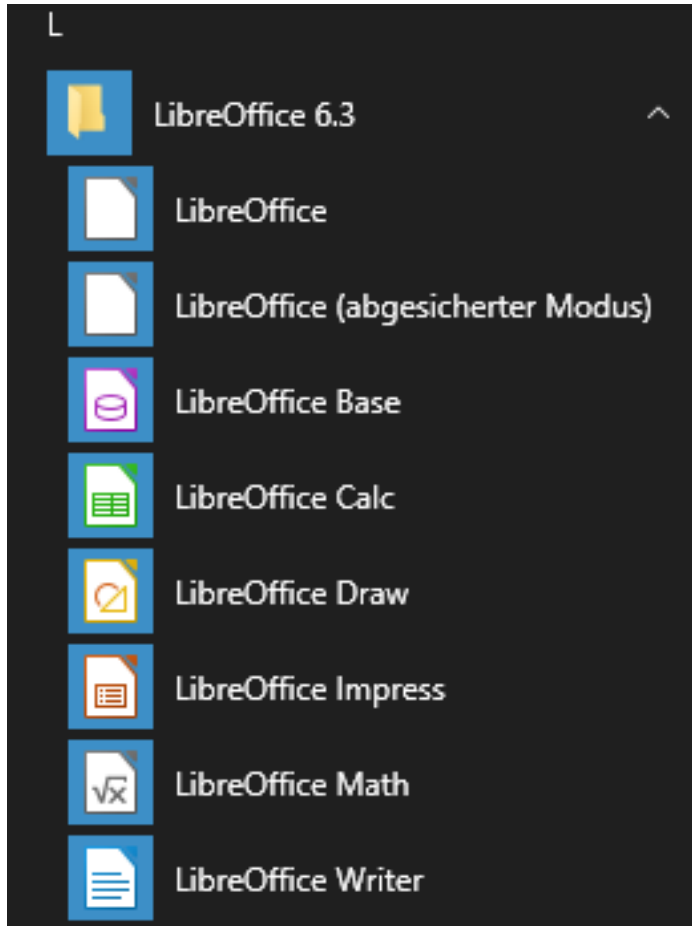 L
LibreOffice 6.3
LibreOffice
LibreOffice (abgesicherter Modus)
LibreOffice Base
LibreOffice Calc
LibreOffice Draw
LibreOffice Impress
√x
LibreOffice Math
LibreOffice Writer